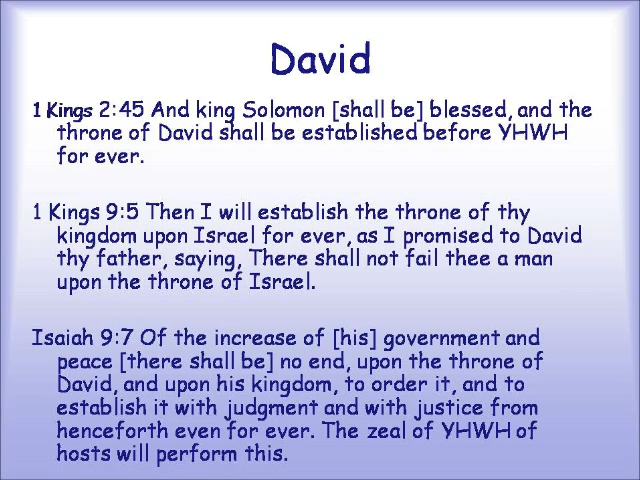 David
1 Kings 2:45 And king Solomon [shall be] blessed, and the
throne of David shall be established before YHWH
for ever.
1 Kings 9:5 Then I will establish the throne of thy
kingdom upon Israel for ever, as I promised to David
thy father, saying, There shall not fail thee a man
upon the throne of Israel.
Isaiah 9:7 Of the increase of [his] government and
peace [there shall be] no end, upon the throne of
David, and upon his kingdom, to order it, and to
establish it with judgment and with justice from
henceforth even for ever. The zeal of YHWH of
hosts will perform this.